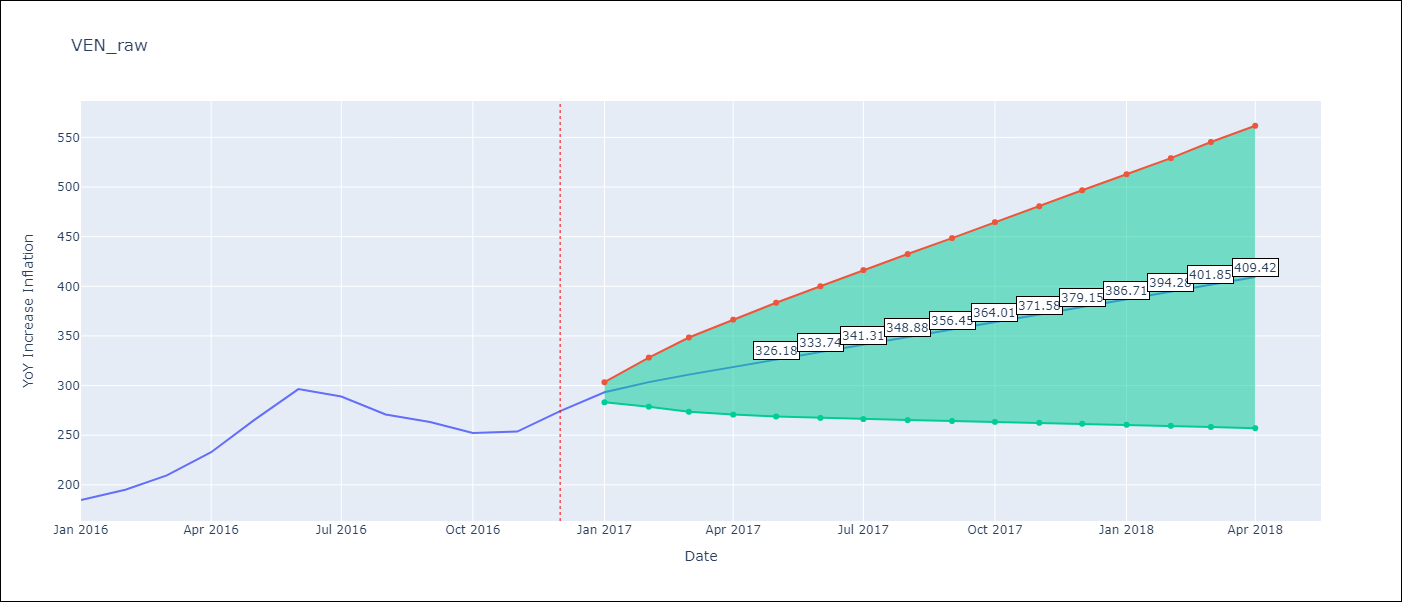 VEN_raw
YoY Increase Inflation
550
500
450
400
350
300
250
200
326.18
333.74
341.31
348.88
356.45
364.01
371.58
379.15
386.71
394.28
401.85
409.42
Jan 2016
Apr 2016
Jul 2016
Oct 2016
Jan 2017
Apr 2017
Jul 2017
Oct 2017
Jan 2018
Apr 2018
Date